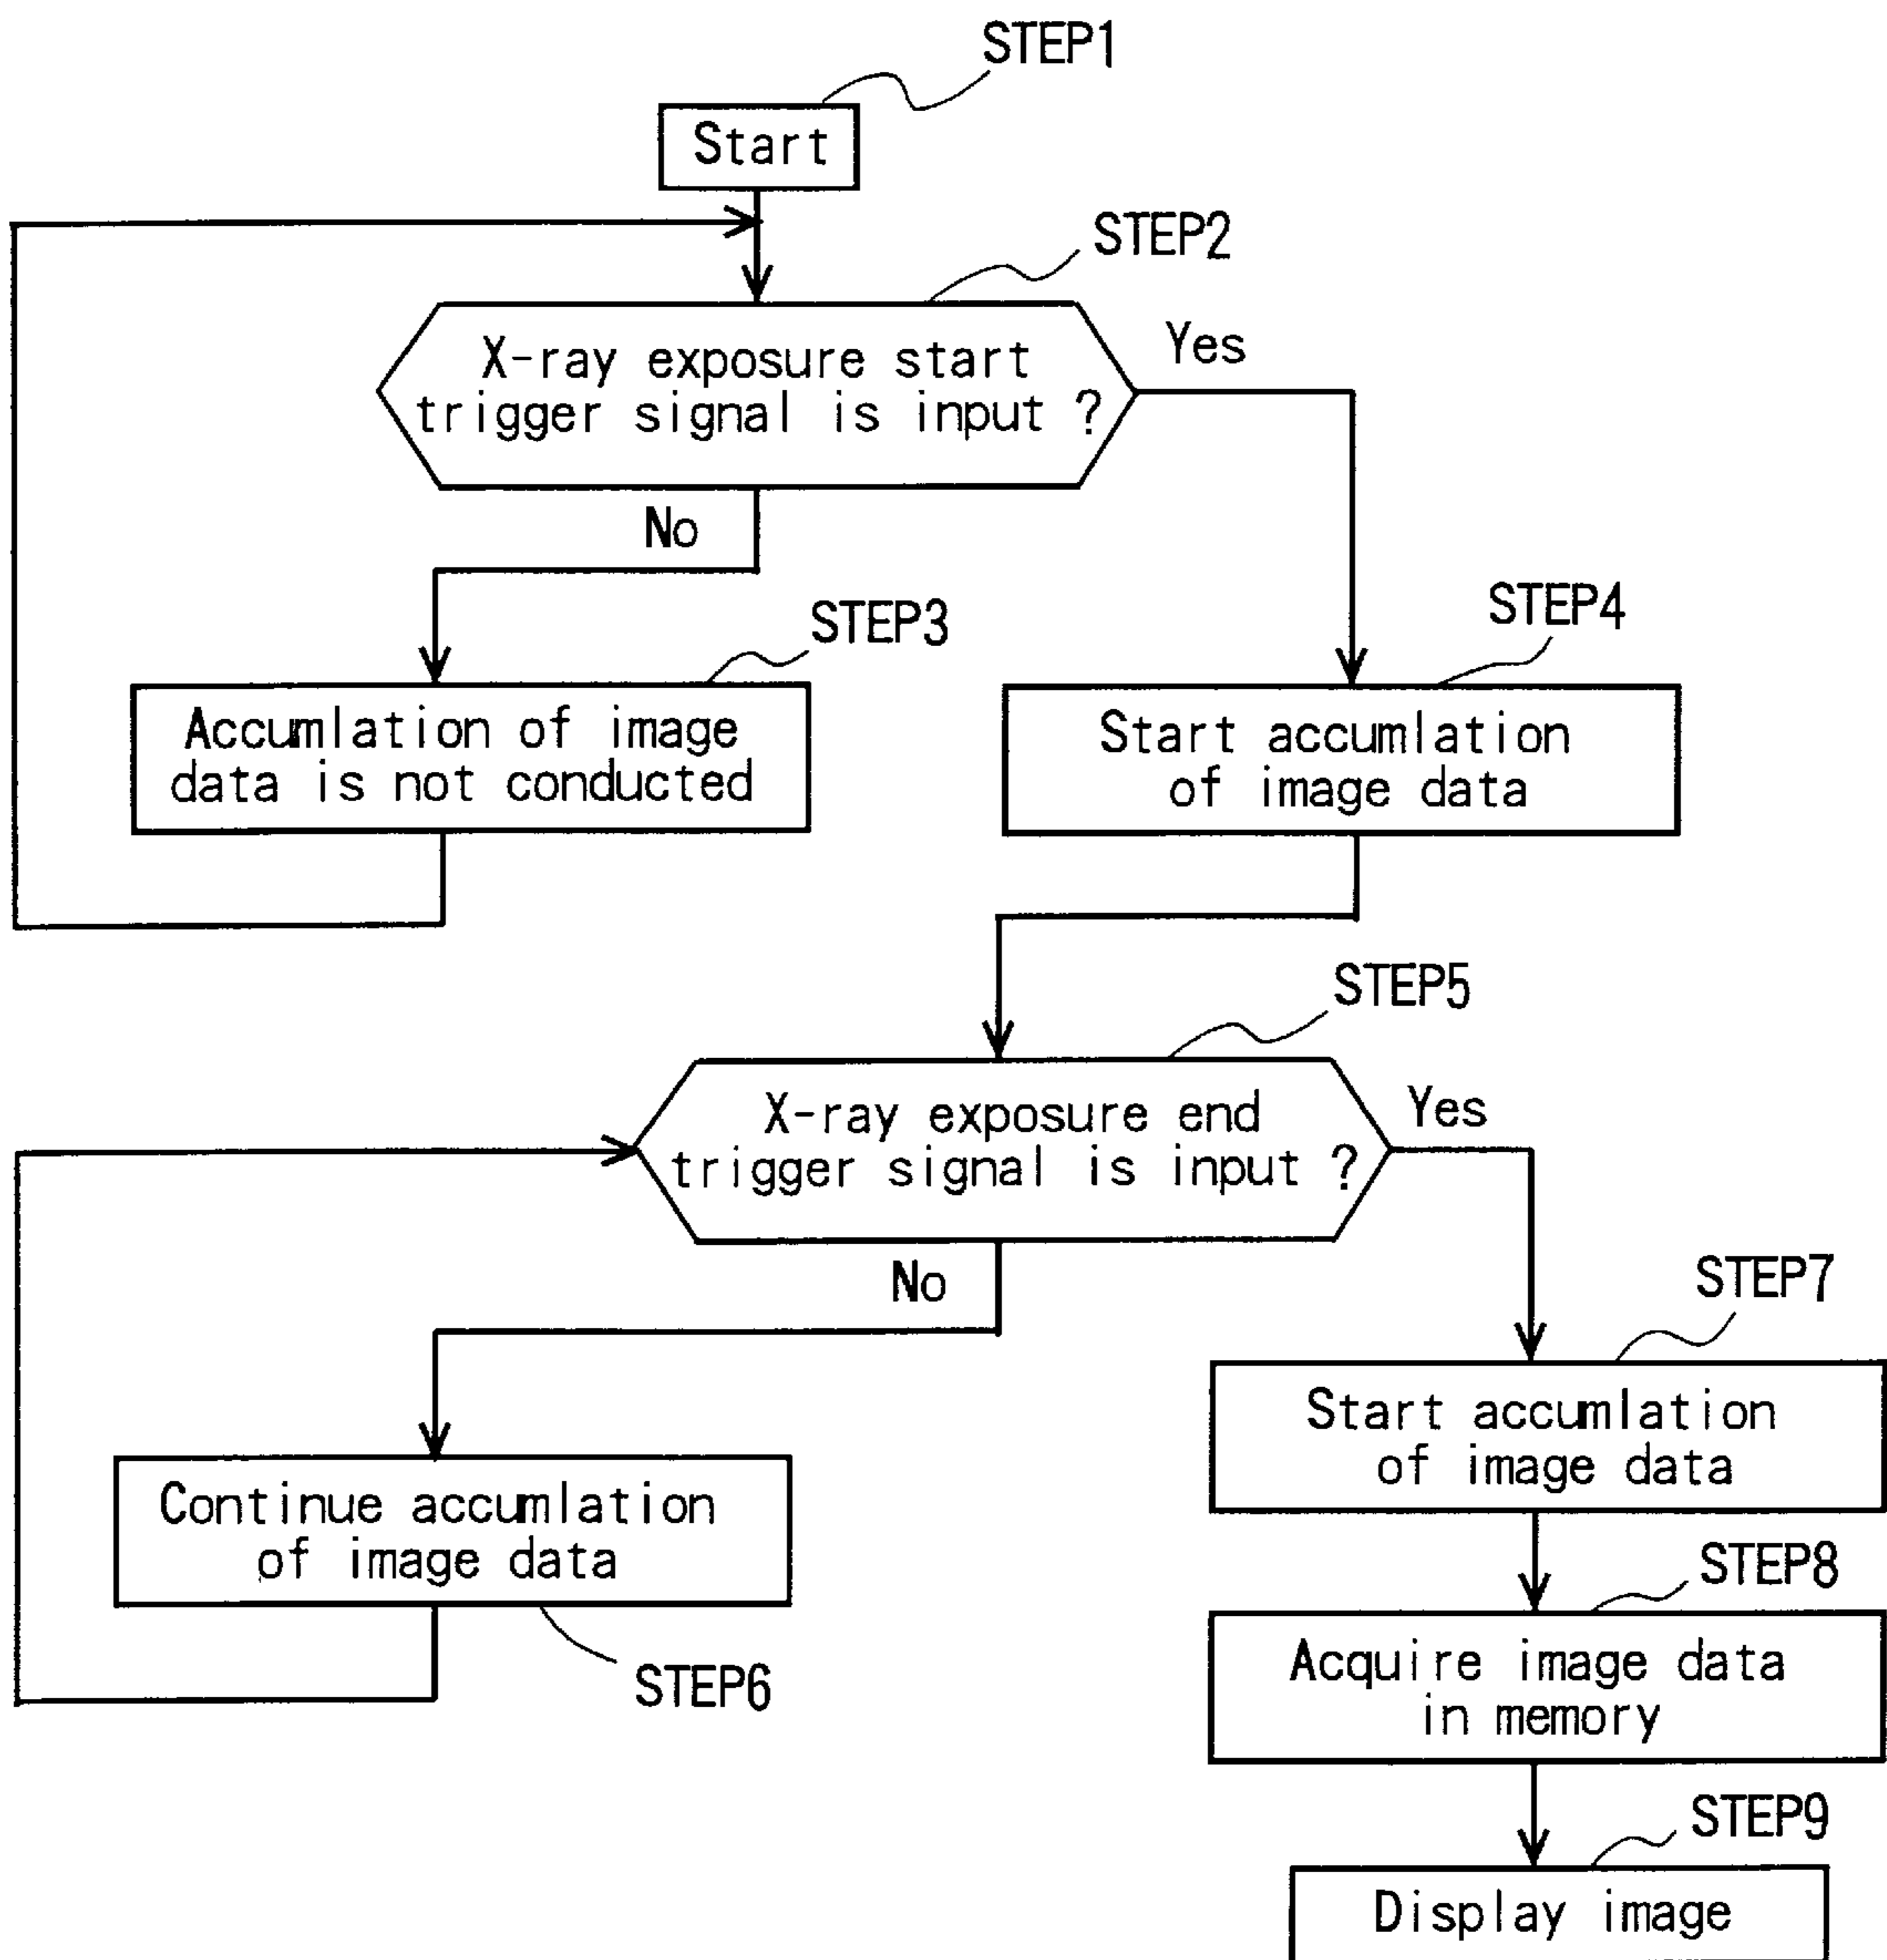 STEP1
Start
STEP2
X-ray exposure start
trigger signal is input ?
Yes
No
STEP3
STEP4
Accumlation of image
data is not conducted
Start accumlation
of image data
STEP5
X-ray exposure end
trigger signal is input ?
Yes
No
STEP7
Start accumlation
of image data
Continue accumlation
of image data
STEP6
STEP8
Acquire image data
in memory
STEP9
Display image